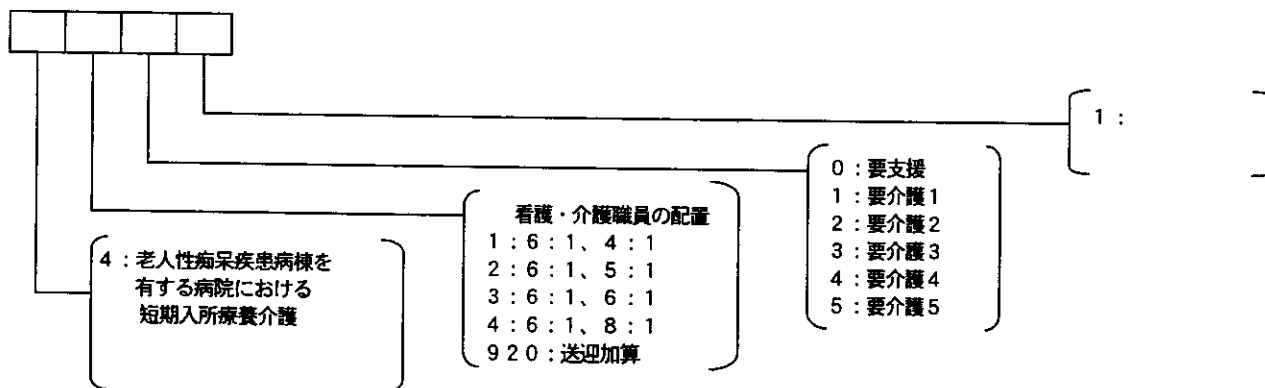 4：老人性痴呆疾患病棟を
有する病院における
短期入所療養介護
看護・介護職員の配置
1：6：1、4：1
2：6：1、5：1
3：6：1、6：1
4：6：1、8：1
920：送迎加算
0：要支援
1：要介護1
2：要介護2
3：要介護3
4：要介護4
5：要介護5
1：